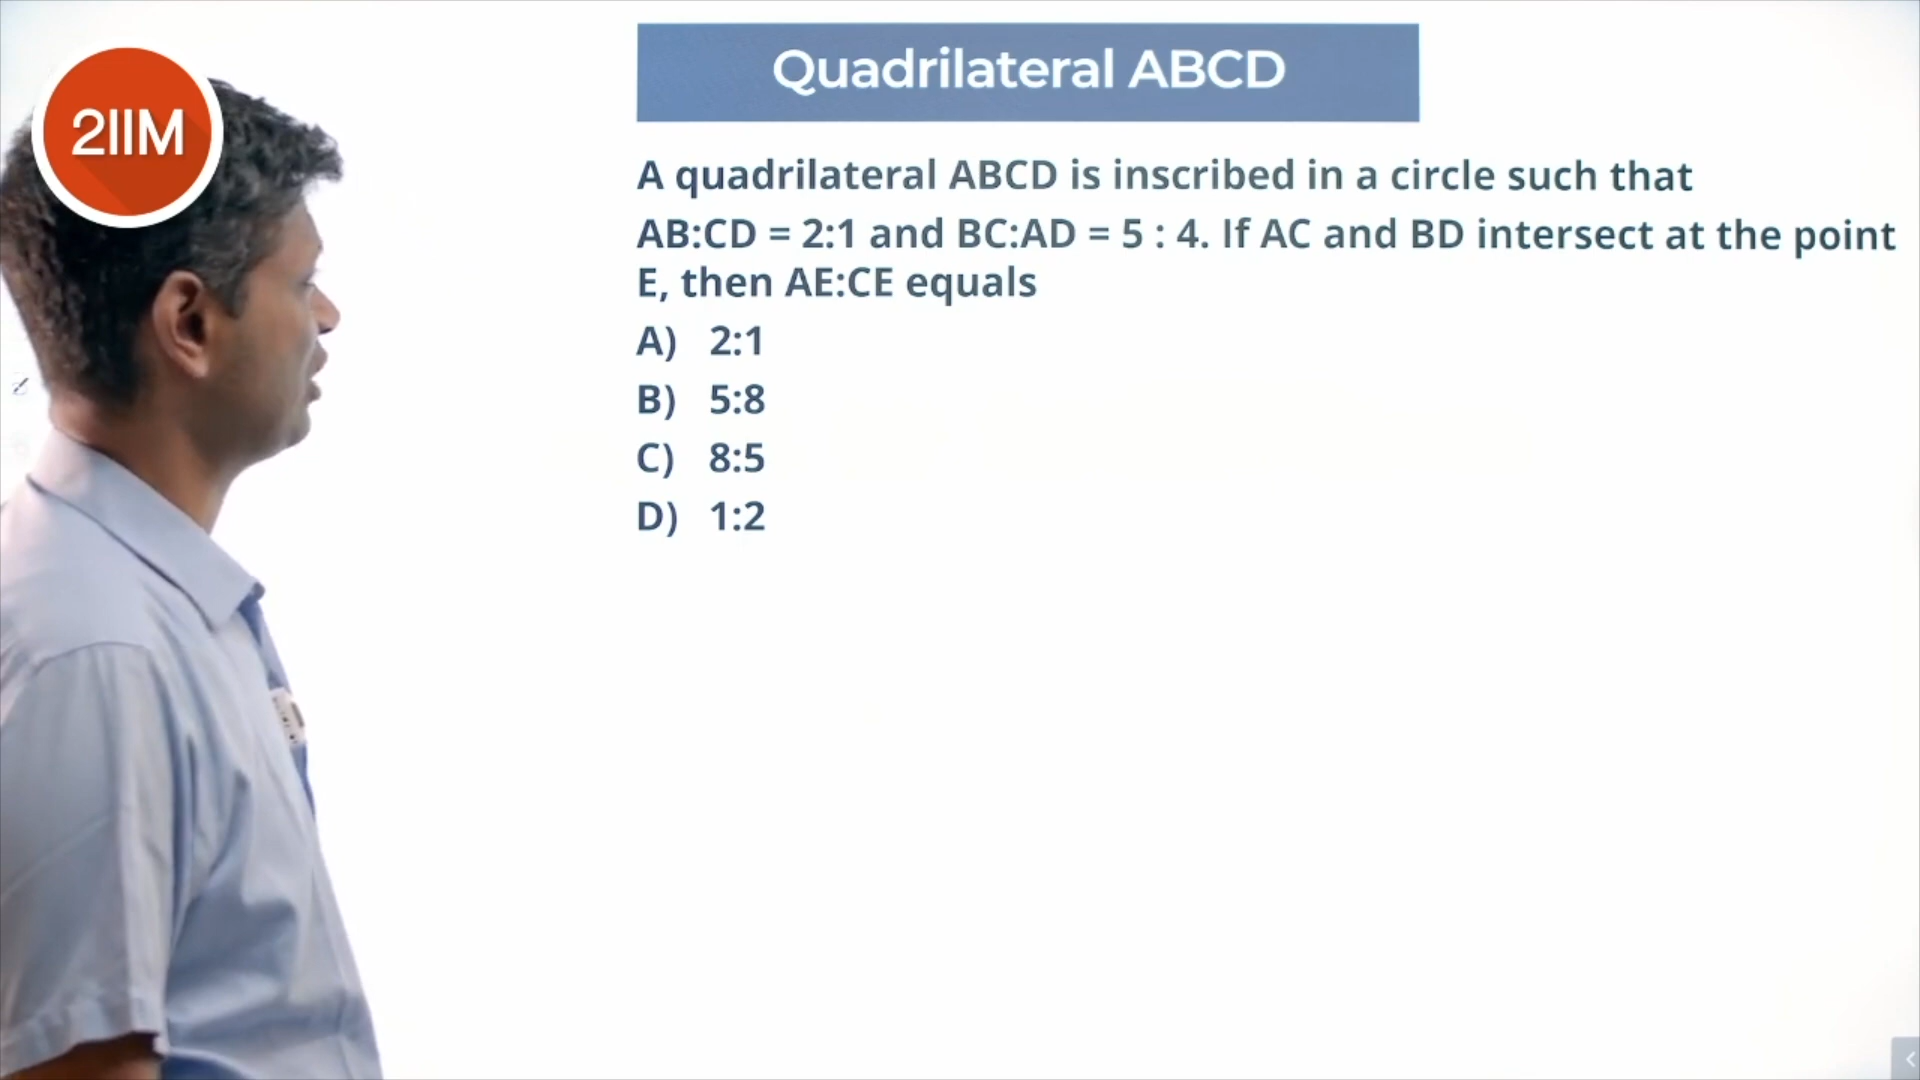 2IIM
Quadrilateral ABCD
A quadrilateral ABCD is inscribed in a circle such that
AB:CD = 2:1 and BC:AD = 5 : 4. If AC and BD intersect at the point
E, then AE:CE equals
A) 2:1
B) 5:8
C) 8:5
D) 1:2